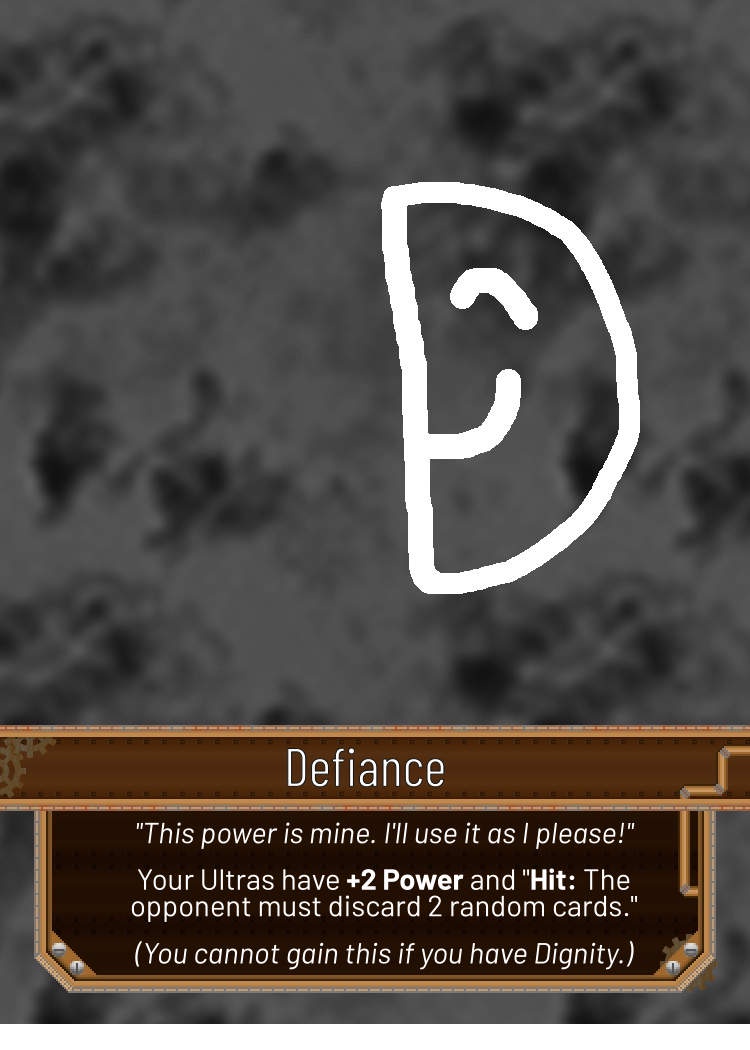 Defiance
"This power is mine. I'll use it as I please!"
Your Ultras have +2 Power and "Hit: The
opponent must discard 2 random cards."
(You cannot gain this if you have Dignity.)